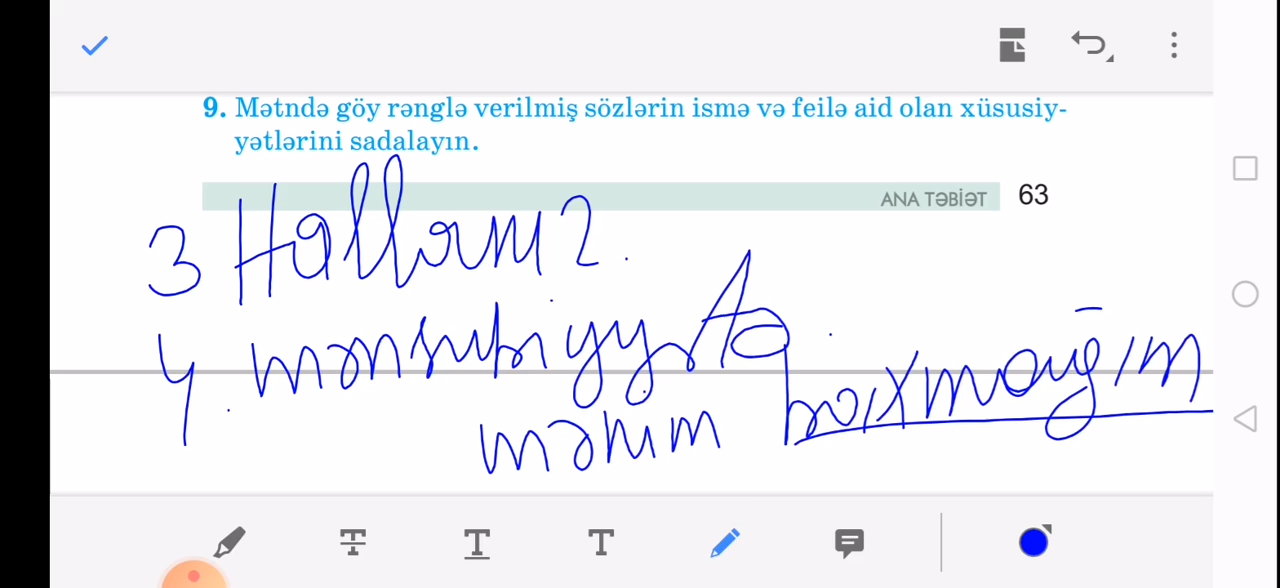 9. Mətndə göy rənglə verilmiş sözlərin ismə və feilə aid olan xüsusiy-
yətlərini sadalayın.
ANA TƏBİƏT 63
3 Hallanır.
4. mənsubiyyətə
mənim baxmağım